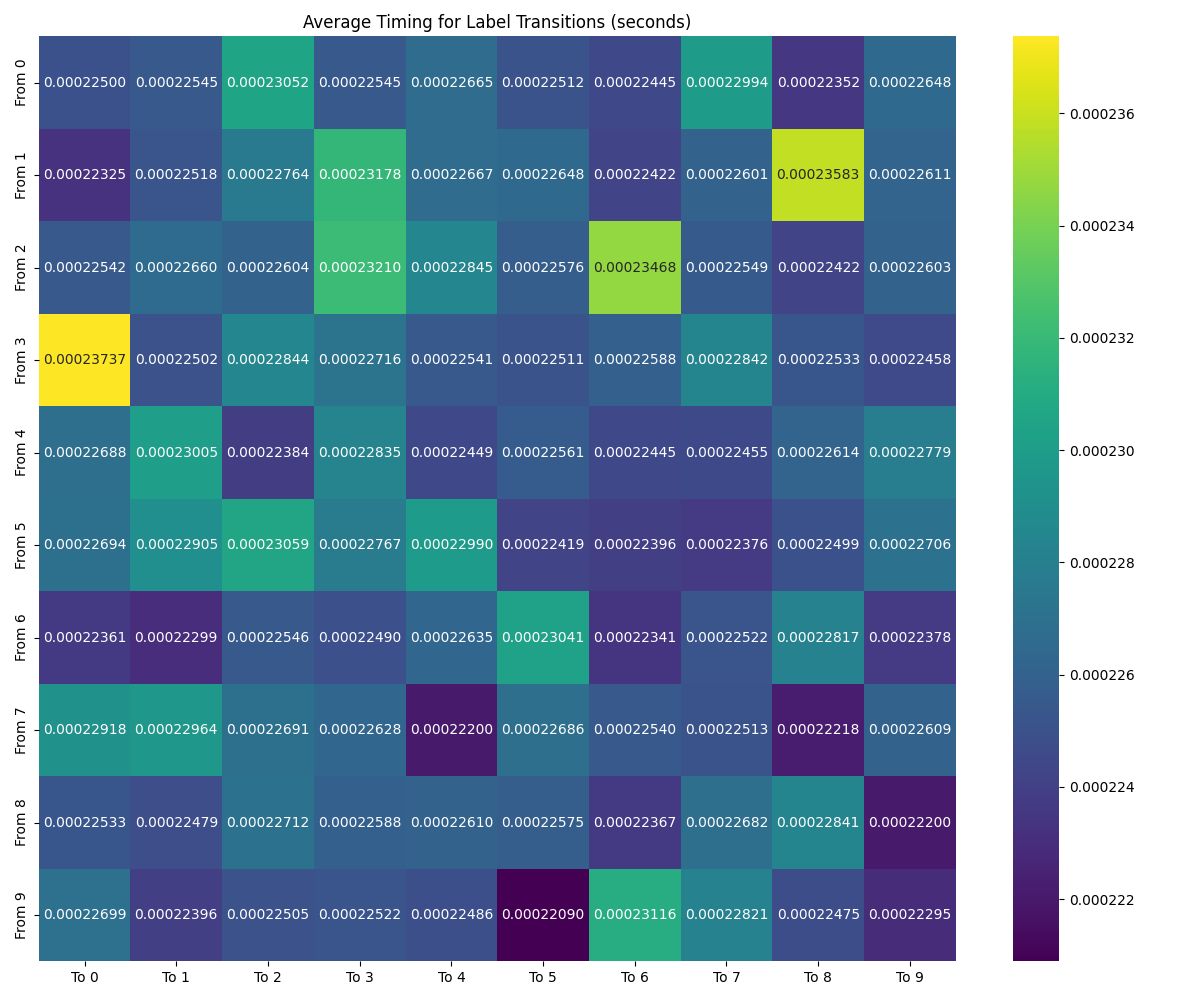 Average Timing for Label Transitions (seconds)
From 0 0.00022500 0.00022545 0.00023052 0.00022545 0.00022665 0.00022512 0.00022445 0.00022994 0.00022352 0.00022648
From 1 0.00022325 0.00022518 0.00022764 0.00023178 0.00022667 0.00022648 0.00022422 0.00022601 0.00023583 0.00022611
From 2 0.00022542 0.00022660 0.00022604 0.00023210 0.00022845 0.00022576 0.00023468 0.00022549 0.00022422 0.00022603
From 3 0.00023737 0.00022502 0.00022844 0.00022716 0.00022541 0.00022511 0.00022588 0.00022842 0.00022533 0.00022458
From 4 0.00022688 0.00023005 0.00022384 0.00022835 0.00022449 0.00022561 0.00022445 0.00022455 0.00022614 0.00022779
From 5 0.00022694 0.00022905 0.00023059 0.00022767 0.00022990 0.00022419 0.00022396 0.00022376 0.00022499 0.00022706
From 6 0.00022361 0.00022299 0.00022546 0.00022490 0.00022635 0.00023041 0.00022341 0.00022522 0.00022817 0.00022378
From 7 0.00022918 0.00022964 0.00022691 0.00022628 0.00022200 0.00022686 0.00022540 0.00022513 0.00022218 0.00022609
From 8 0.00022533 0.00022479 0.00022712 0.00022588 0.00022610 0.00022575 0.00022367 0.00022682 0.00022841 0.00022200
From 9 0.00022699 0.00022396 0.00022505 0.00022522 0.00022486 0.00022090 0.00023116 0.00022821 0.00022475 0.00022295
To 0 To 1 To 2 To 3 To 4 To 5 To 6 To 7 To 8 To 9
0.000236
0.000234
0.000232
0.000230
0.000228
0.000226
0.000224
0.000222